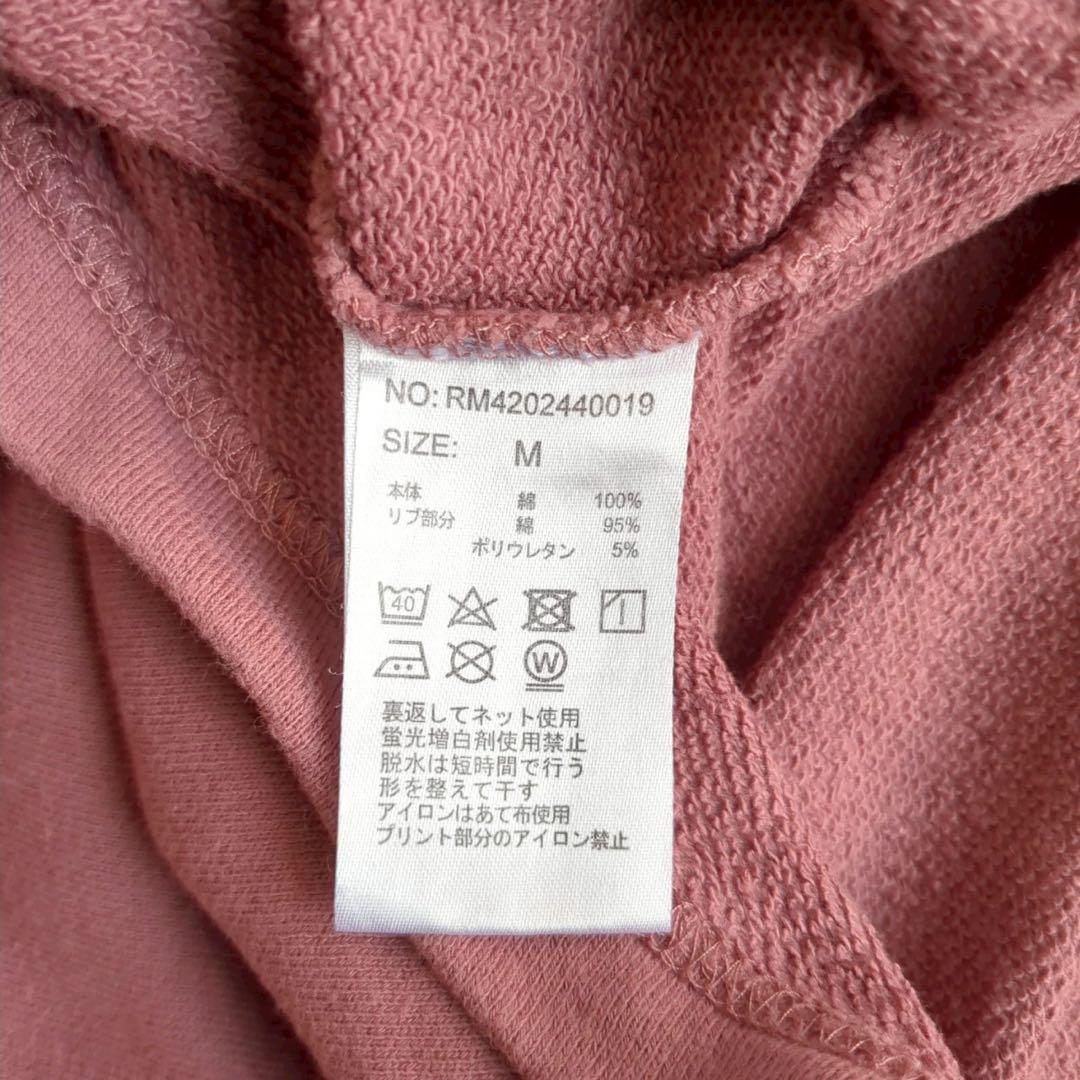 NO: RM4202440019
SIZE: M
本体 綿 100%
リブ部分 綿 95%
ポリウレタン 5%
40
W
裏返してネット使用
蛍光増白剤使用禁止
脱水は短時間で行う
形を整えて干す
アイロンはあて布使用
プリント部分のアイロン禁止